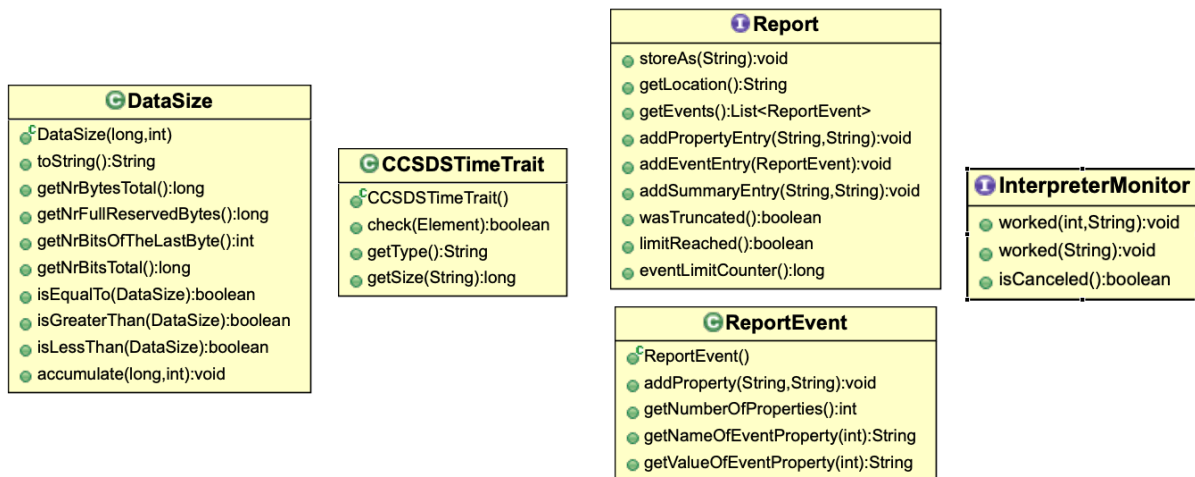 DataSize
DataSize(long,int)
toString():String
getNrBytesTotal():long
getNrFullReservedBytes():long
getNrBitsOfTheLastByte():int
getNrBitsTotal():long
isEqualTo(DataSize):boolean
isGreaterThan(DataSize):boolean
isLessThan(DataSize):boolean
accumulate(long,int):void
CCSDSTimeTrait
CCSDSTimeTrait()
check(Element):boolean
getType():String
getSize(String):long
Report
storeAs(String):void
getLocation():String
getEvents():List<ReportEvent>
addPropertyEntry(String,String):void
addEventEntry(ReportEvent):void
addSummaryEntry(String,String):void
wasTruncated():boolean
limitReached():boolean
eventLimitCounter():long
ReportEvent
ReportEvent()
addProperty(String,String):void
getNumberOfProperties():int
getNameOfEventProperty(int):String
getValueOfEventProperty(int):String
InterpreterMonitor
worked(int,String):void
worked(String):void
isCanceled():boolean